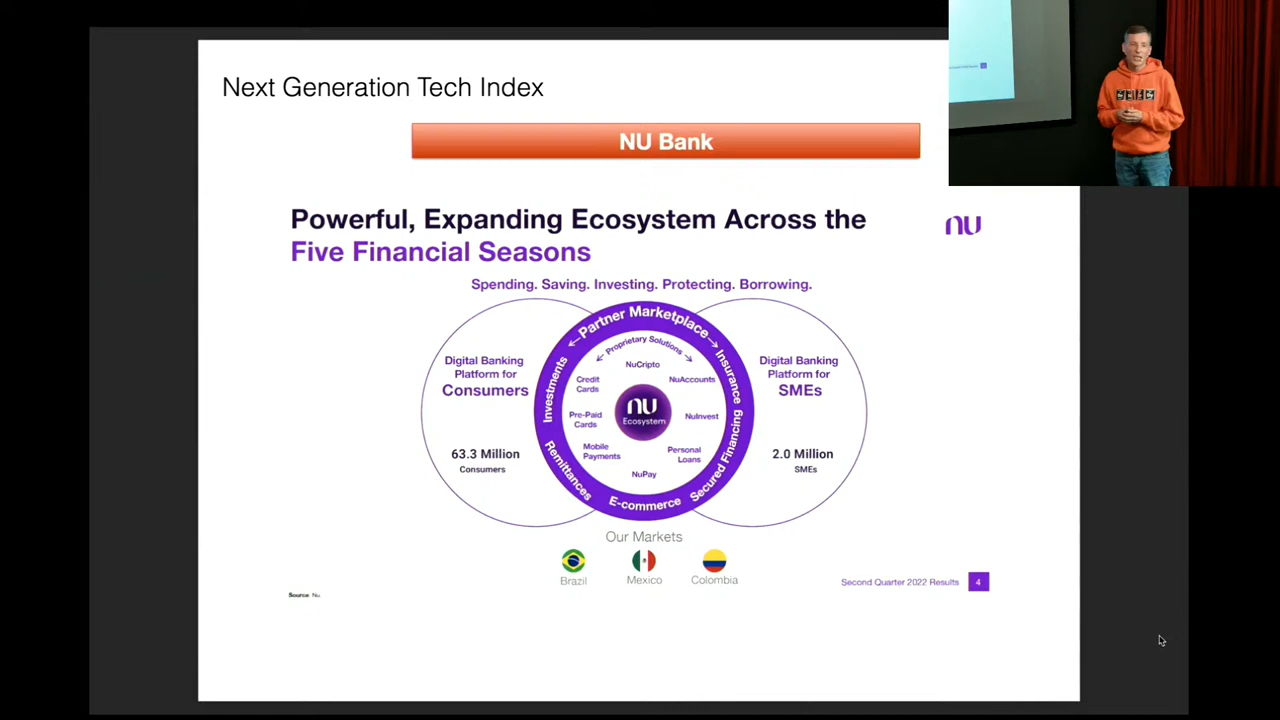 Next Generation Tech Index
NU Bank
Powerful, Expanding Ecosystem Across the
Five Financial Seasons
nu
Spending. Saving. Investing. Protecting. Borrowing.
Digital Banking
Platform for
Consumers
63.3 Million
Consumers
←Partner Marketplace→
Investments
Insurance
Remittances
E-commerce
Secured Financing
← Proprietary Solutions →
NuCripto
Credit
Cards
NuAccounts
Pre-Paid
Cards
nu
Ecosystem
NuInvest
Mobile
Payments
Personal
Loans
NuPay
Digital Banking
Platform for
SMEs
2.0 Million
SMEs
Our Markets
Brazil
Mexico
Colombia
Second Quarter 2022 Results
4
Source Nu.